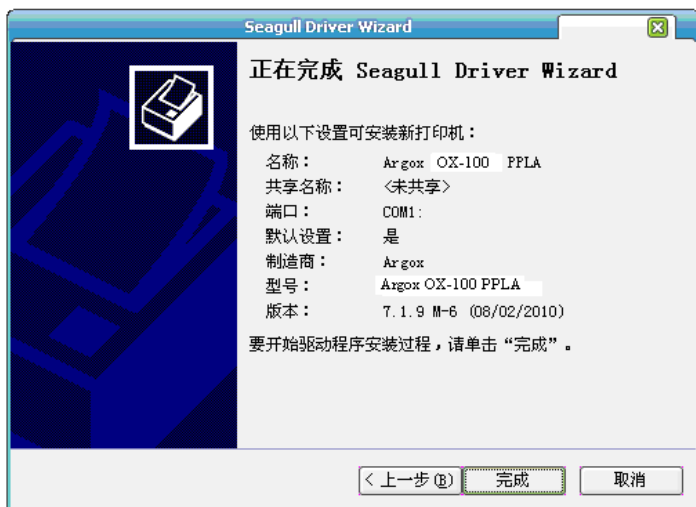 Seagull Driver Wizard
正在完成 Seagull Driver Wizard
使用以下设置可安装新打印机：
名称： Argox OX-100 PPLA
共享名称： <未共享>
端口： COM1:
默认设置： 是
制造商： Argox
型号： Argox OX-100 PPLA
版本： 7.1.9 M-6 (08/02/2010)
要开始驱动程序安装过程，请单击“完成”。
< 上一步(B) 完成 取消